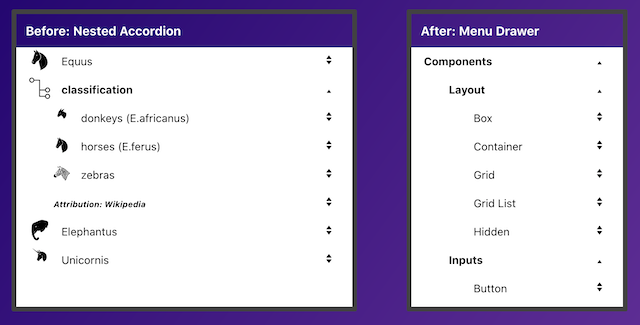 Before: Nested Accordion
Equus
classification
donkeys (E.africanus)
horses (E.ferus)
zebras
Attribution: Wikipedia
Elephantus
Unicornis
After: Menu Drawer
Components
Layout
Box
Container
Grid
Grid List
Hidden
Inputs
Button